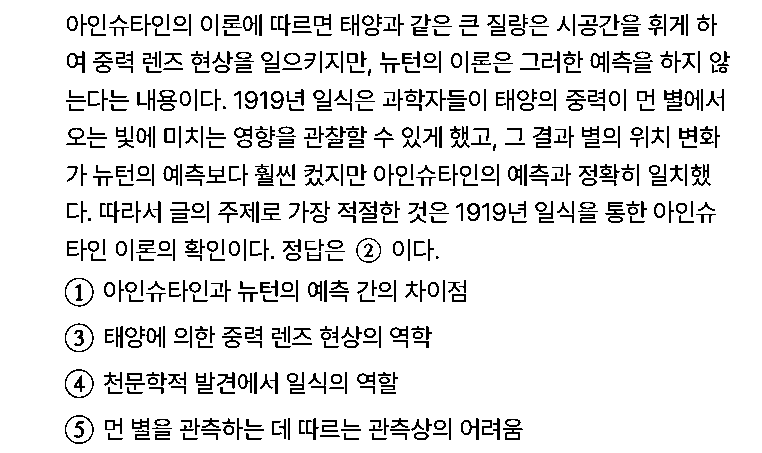 아인슈타인의 이론에 따르면 태양과 같은 큰 질량은 시공간을 휘게 하
여 중력 렌즈 현상을 일으키지만, 뉴턴의 이론은 그러한 예측을 하지 않
는다는 내용이다. 1919년 일식은 과학자들이 태양의 중력이 먼 별에서
오는 빛에 미치는 영향을 관찰할 수 있게 했고, 그 결과 별의 위치 변화
가 뉴턴의 예측보다 훨씬 컸지만 아인슈타인의 예측과 정확히 일치했
다. 따라서 글의 주제로 가장 적절한 것은 1919년 일식을 통한 아인슈
타인 이론의 확인이다. 정답은 ② 이다.
① 아인슈타인과 뉴턴의 예측 간의 차이점
③ 태양에 의한 중력 렌즈 현상의 역학
④ 천문학적 발견에서 일식의 역할
⑤ 먼 별을 관측하는 데 따르는 관측상의 어려움